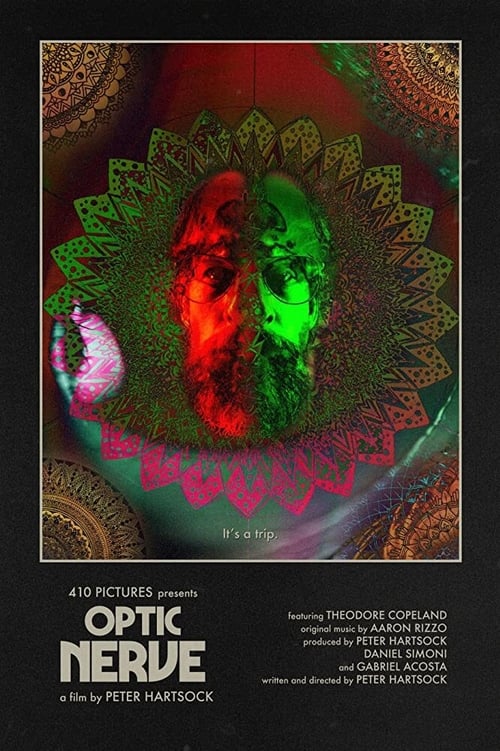 It's a trip.
410 PICTURES presents
OPTIC
NERVE
a film by PETER HARTSOCK
featuring THEODORE COPELAND
original music by AARON RIZZO
produced by PETER HARTSOCK
DANIEL SIMONI
and GABRIEL ACOSTA
written and directed by PETER HARTSOCK